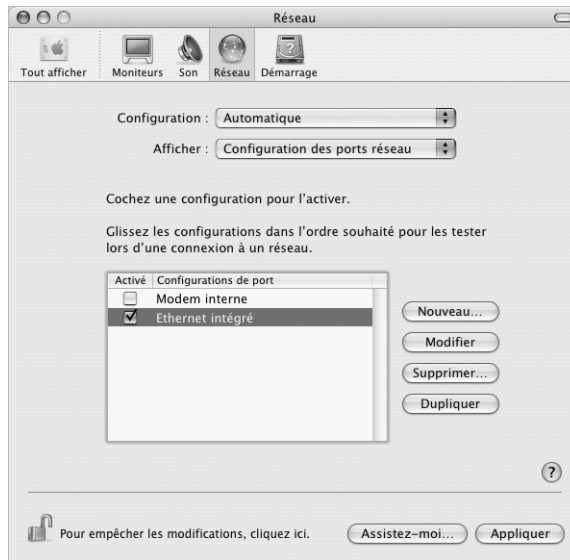 Réseau
Tout afficher Moniteurs Son Réseau Démarrage
Configuration : Automatique
Afficher : Configuration des ports réseau
Cochez une configuration pour l'activer.
Glissez les configurations dans l'ordre souhaité pour les tester
lors d'une connexion à un réseau.
Activé Configurations de port
Modem interne
Ethernet intégré
Nouveau...
Modifier
Supprimer...
Dupliquer
?
Pour empêcher les modifications, cliquez ici. Assistez-moi... Appliquer